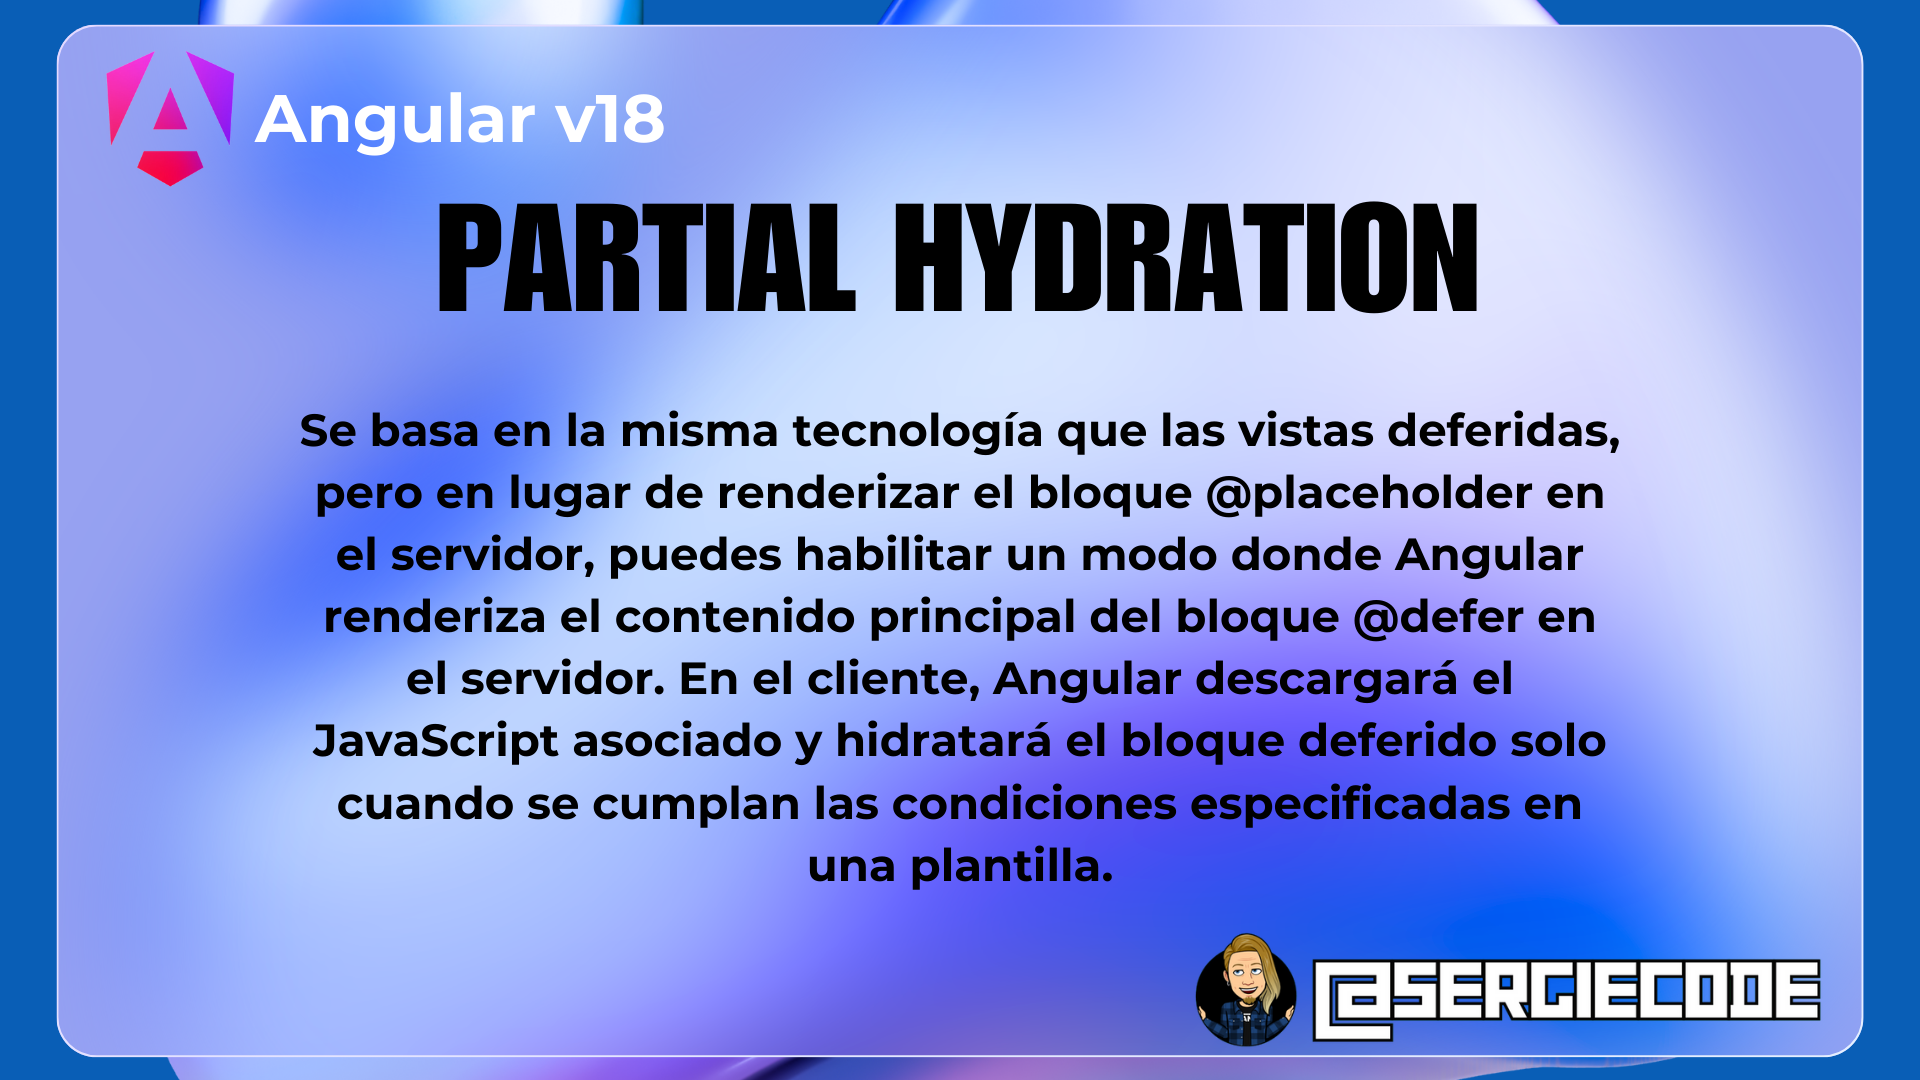 Angular v18
PARTIAL HYDRATION
Se basa en la misma tecnología que las vistas deferidas,
pero en lugar de renderizar el bloque @placeholder en
el servidor, puedes habilitar un modo donde Angular
renderiza el contenido principal del bloque @defer en
el servidor. En el cliente, Angular descargará el
JavaScript asociado y hidratará el bloque deferido solo
cuando se cumplan las condiciones especificadas en
una plantilla.
@SERGIECODE